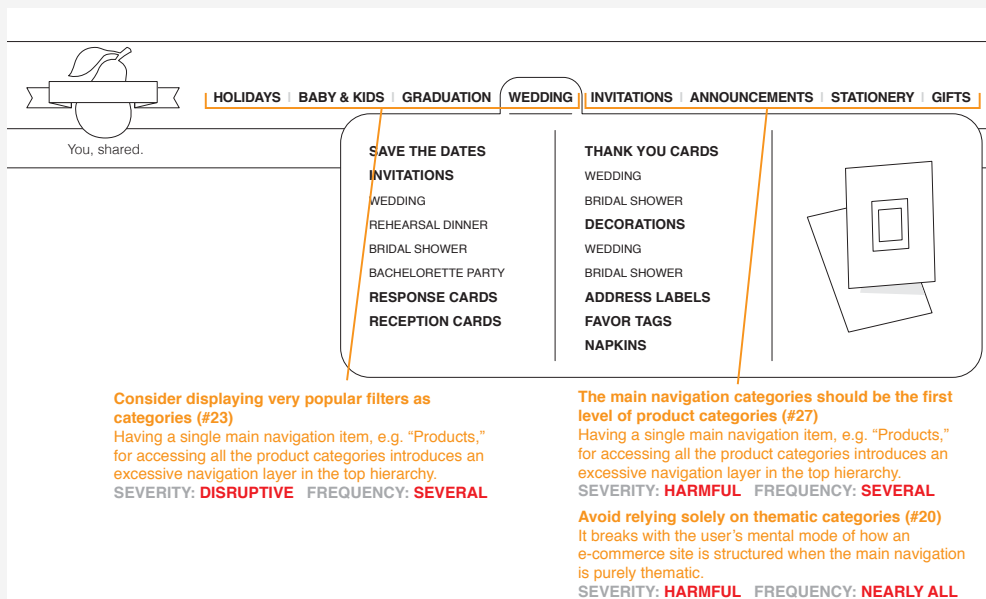 HOLIDAYS | BABY & KIDS | GRADUATION WEDDING INVITATIONS | ANNOUNCEMENTS | STATIONERY | GIFTS
You, shared.
SAVE THE DATES
INVITATIONS
WEDDING
REHEARSAL DINNER
BRIDAL SHOWER
BACHELORETTE PARTY
RESPONSE CARDS
RECEPTION CARDS
THANK YOU CARDS
WEDDING
BRIDAL SHOWER
DECORATIONS
WEDDING
BRIDAL SHOWER
ADDRESS LABELS
FAVOR TAGS
NAPKINS
Consider displaying very popular filters as
categories (#23)
Having a single main navigation item, e.g. “Products,”
for accessing all the product categories introduces an
excessive navigation layer in the top hierarchy.
SEVERITY: DISRUPTIVE FREQUENCY: SEVERAL
The main navigation categories should be the first
level of product categories (#27)
Having a single main navigation item, e.g. “Products,”
for accessing all the product categories introduces an
excessive navigation layer in the top hierarchy.
SEVERITY: HARMFUL FREQUENCY: SEVERAL
Avoid relying solely on thematic categories (#20)
It breaks with the user’s mental mode of how an
e-commerce site is structured when the main navigation
is purely thematic.
SEVERITY: HARMFUL FREQUENCY: NEARLY ALL